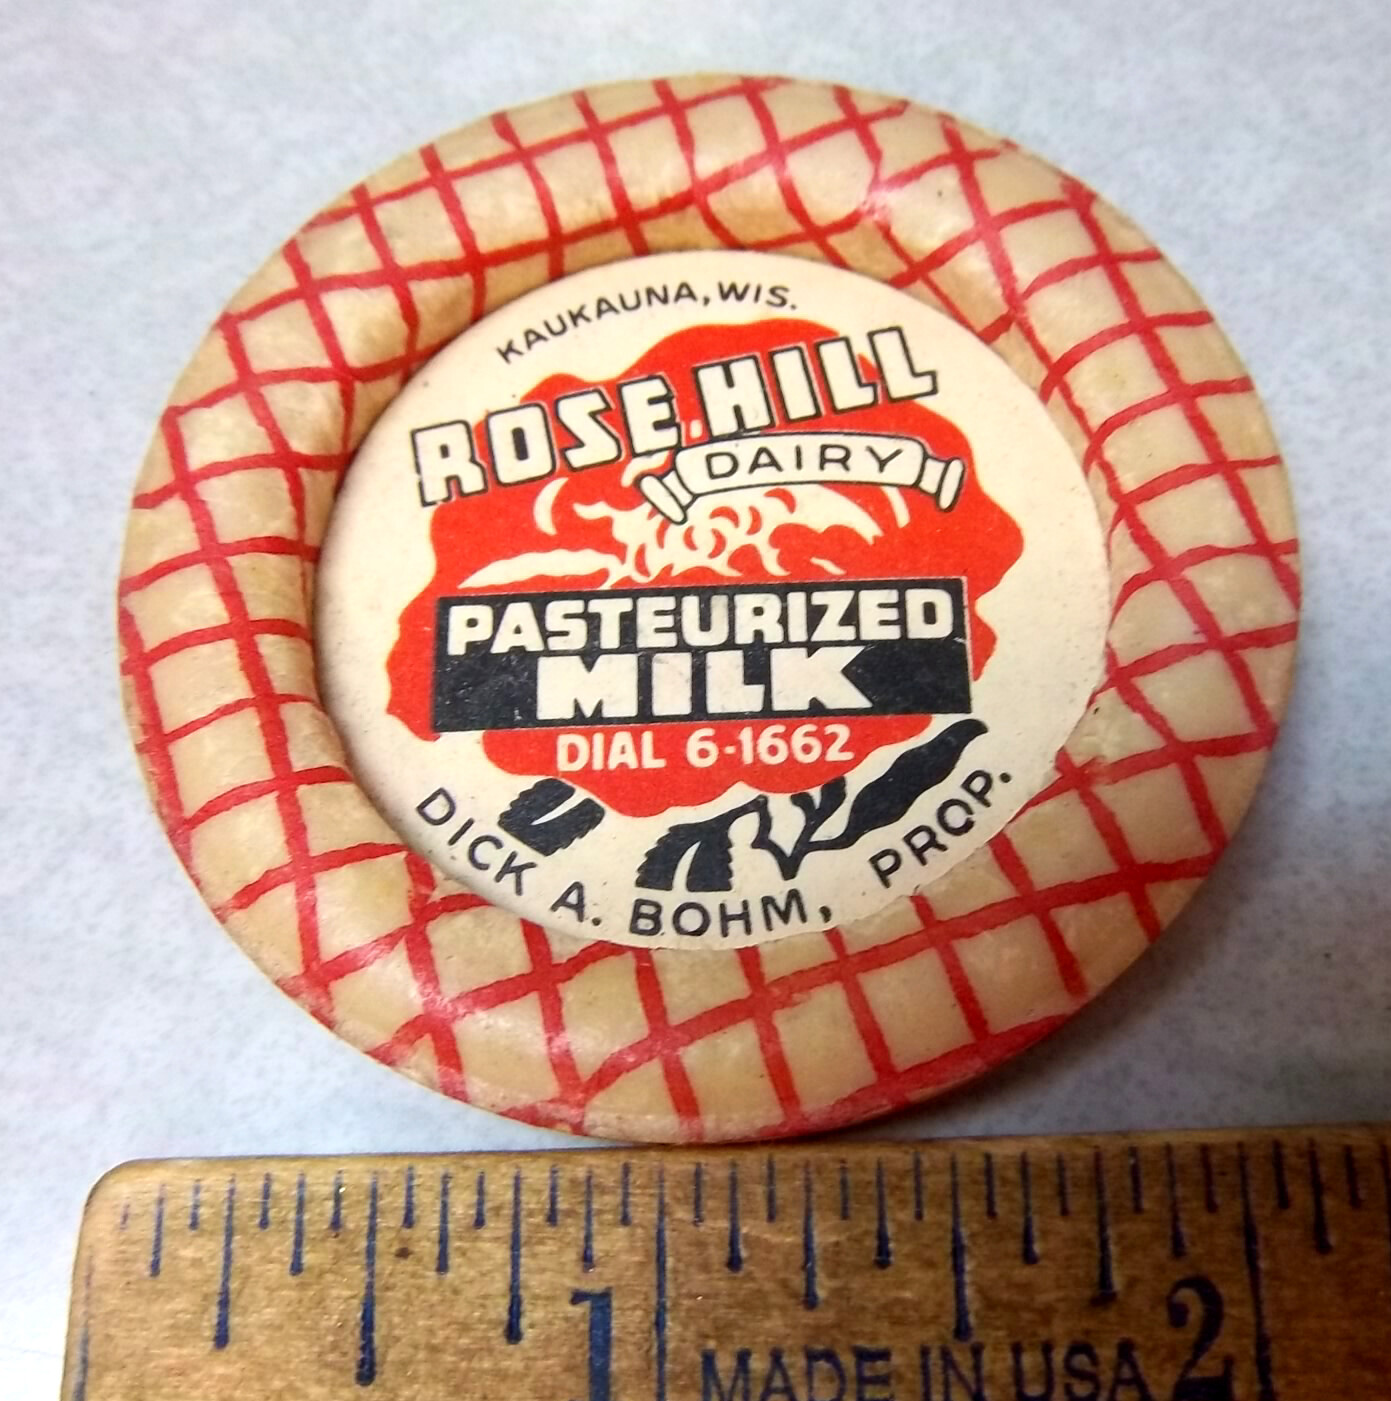 KAUKAUNA, WIS.
ROSE HILL
DAIRY
PASTEURIZED
MILK
DIAL 6-1662
DICK A. BOHM, PROP.
1 2
MADE IN USA